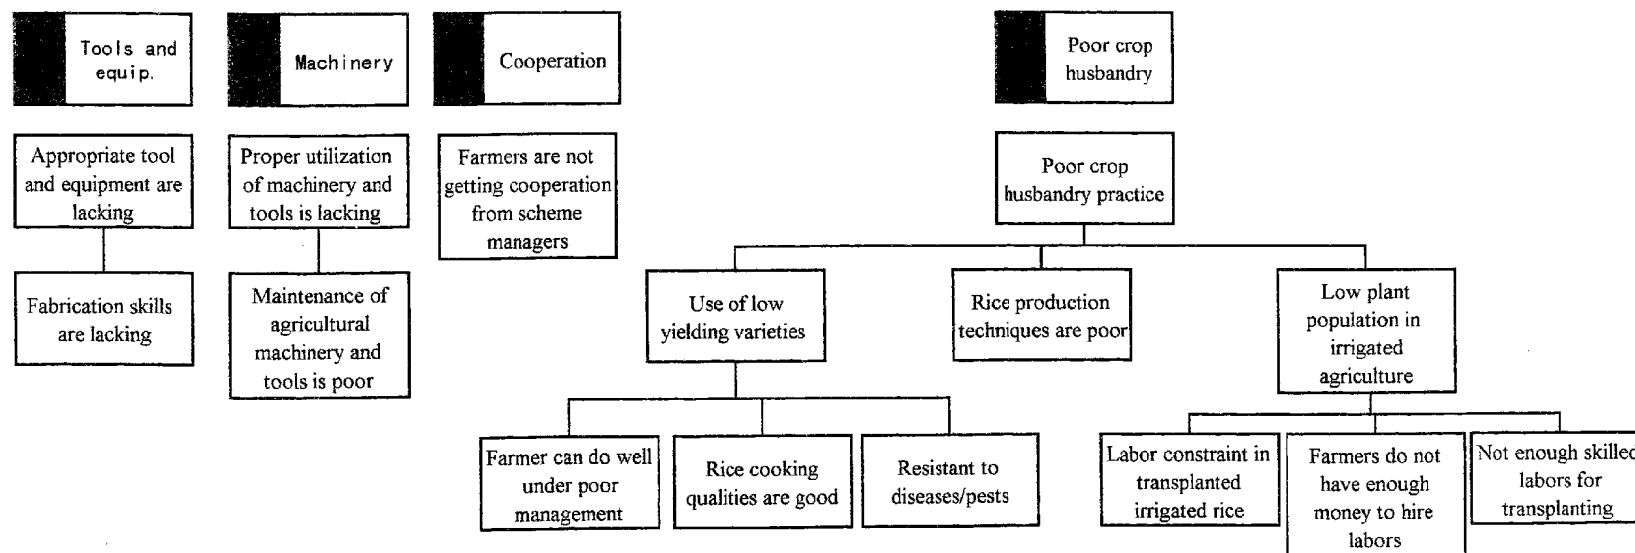 Tools and
equip.
Machinery
Cooperation
Poor crop
husbandry
Appropriate tool
and equipment are
lacking
Proper utilization
of machinery and
tools is lacking
Farmers are not
getting cooperation
from scheme
managers
Poor crop
husbandry practice
Fabrication skills
are lacking
Maintenance of
agricultural
machinery and
tools is poor
Use of low
yielding varieties
Rice production
techniques are poor
Low plant
population in
irrigated
agriculture
Farmer can do well
under poor
management
Rice cooking
qualities are good
Resistant to
diseases/pests
Labor constraint in
transplanted
irrigated rice
Farmers do not
have enough
money to hire
labors
Not enough skilled
labors for
transplanting